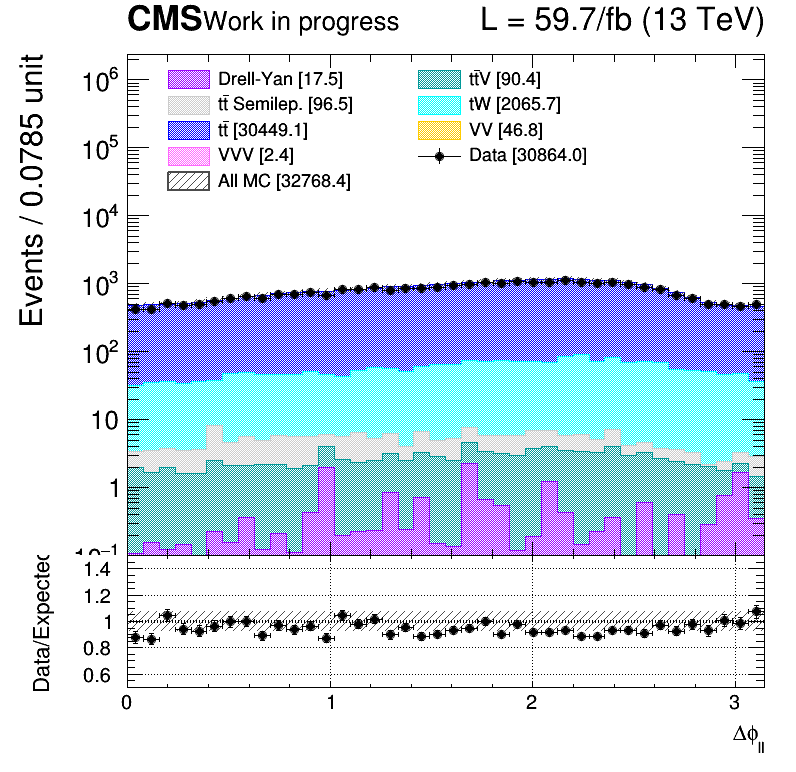 CMS Work in progress L = 59.7/fb (13 TeV)
Events / 0.0785 unit
10⁶
10⁵
10⁴
10³
10²
10
1
10⁻¹
Drell-Yan [17.5]
tt̄ Semilep. [96.5]
tt̄ [30449.1]
VVV [2.4]
All MC [32768.4]
tt̄V [90.4]
tW [2065.7]
VV [46.8]
Data [30864.0]
Data/Expected
1.4
1.2
1
0.8
0.6
0 1 2 3
Δϕ_ll